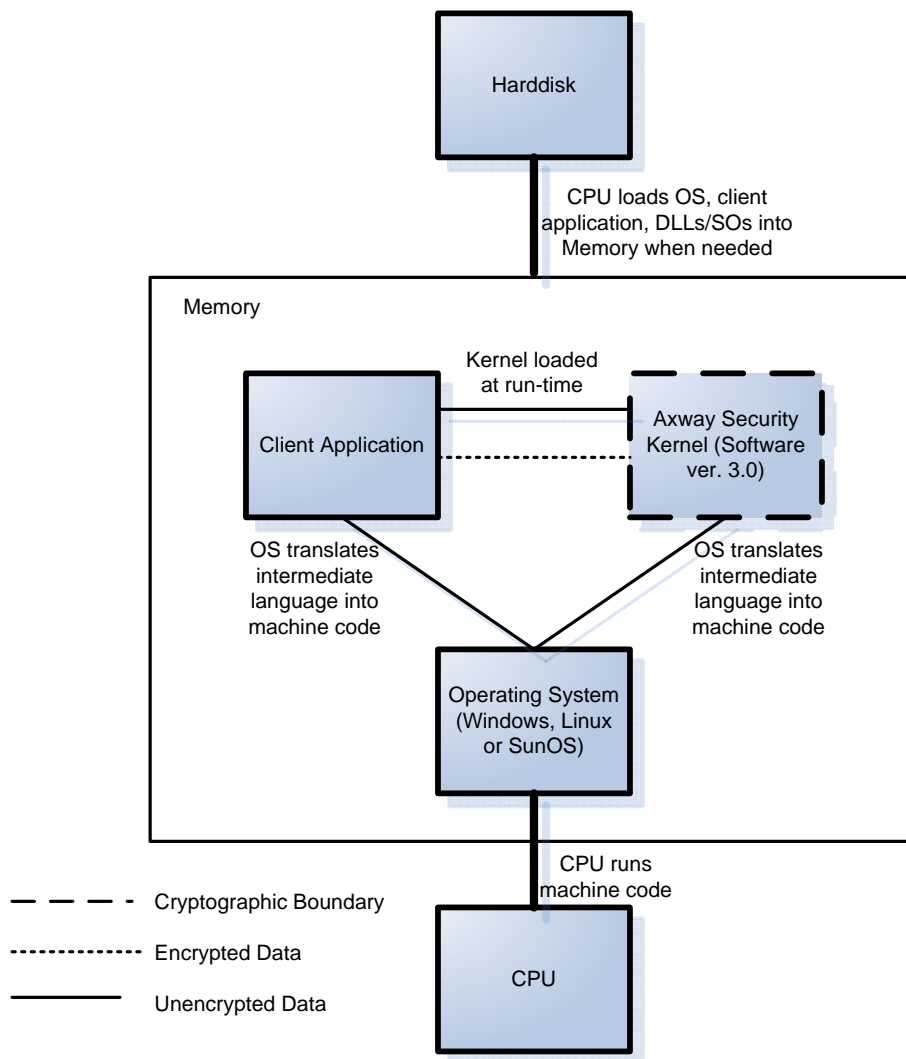 Harddisk
CPU loads OS, client
application, DLLs/SOs into
Memory when needed
Memory
Kernel loaded
at run-time
Client Application
Axway Security
Kernel (Software
ver. 3.0)
OS translates
intermediate
language into
machine code
OS translates
intermediate
language into
machine code
Operating System
(Windows, Linux
or SunOS)
CPU runs
machine code
Cryptographic Boundary
Encrypted Data
Unencrypted Data
CPU